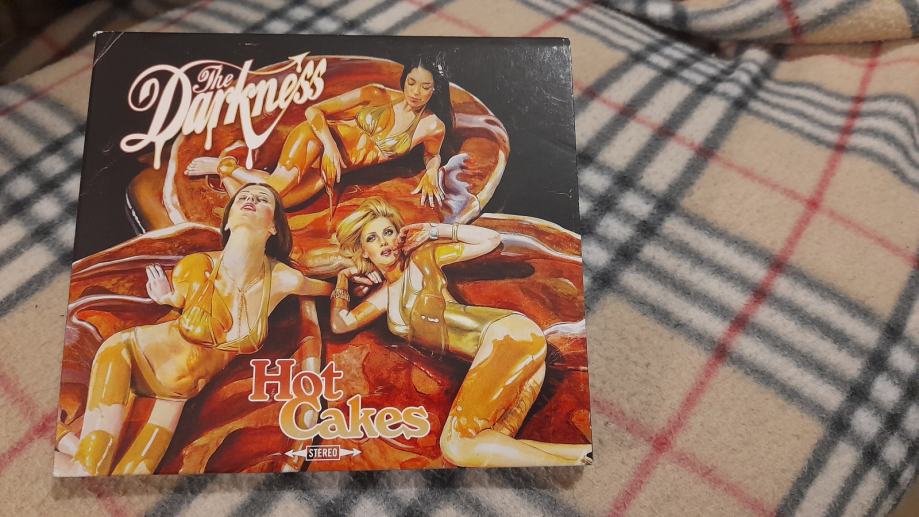 The
Darkness
Hot
Cakes
STEREO